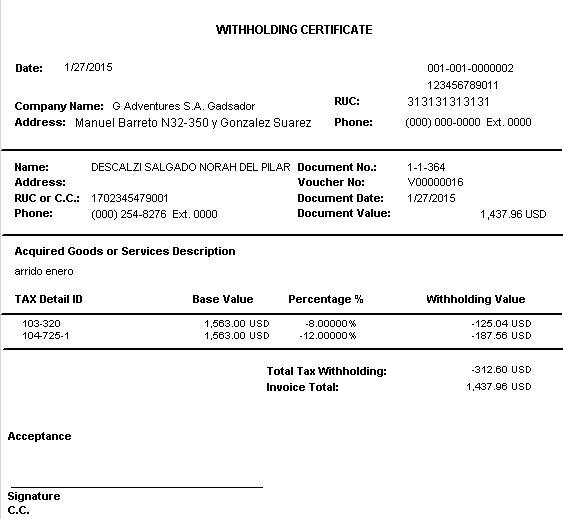 WITHHOLDING CERTIFICATE
Date: 1/27/2015 001-001-0000002
123456789011
Company Name: G Adventures S.A. Gadsador RUC: 3131313131313131
Address: Manuel Barreto N32-350 y Gonzalez Suarez Phone: (000) 000-0000 Ext. 0000
Name: DESCALZI SALGADO NORAH DEL PILAR Document No.: 1-1-364
Address: Voucher No: V00000016
RUC or C.C.: 1702345479001 Document Date: 1/27/2015
Phone: (000) 254-8276 Ext. 0000 Document Value: 1,437.96 USD
Acquired Goods or Services Description
arrido enero
TAX Detail ID Base Value Percentage % Withholding Value
103-320 1,563.00 USD -8.00000% -125.04 USD
104-725-1 1,563.00 USD -12.00000% -187.56 USD
Total Tax Withholding: -312.60 USD
Invoice Total: 1,437.96 USD
Acceptance
Signature
C.C.